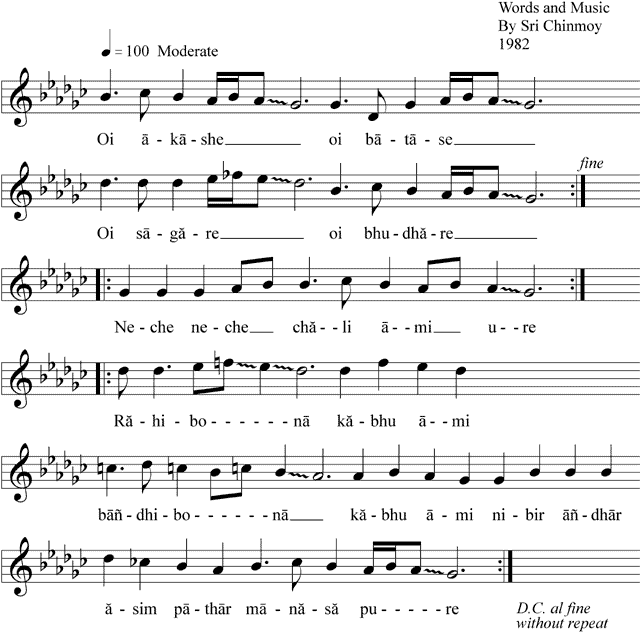 Words and Music
By Sri Chinmoy
1982
= 100 Moderate
Oi ā - kā - she oi bā - tā - se
fine
Oi sā - gă - re oi bhu - dhă - re
Ne - che ne - che chă - li ā - mi u - re
Ră - hi - bo - - - - - - nā kă - bhu ā - mi
bāñ - dhi - bo - - - - - - nā kă - bhu ā - mi ni - bir āñ - dhār
ă - sim pā - thār mā - nă - să pu - - - - - re
D.C. al fine
without repeat